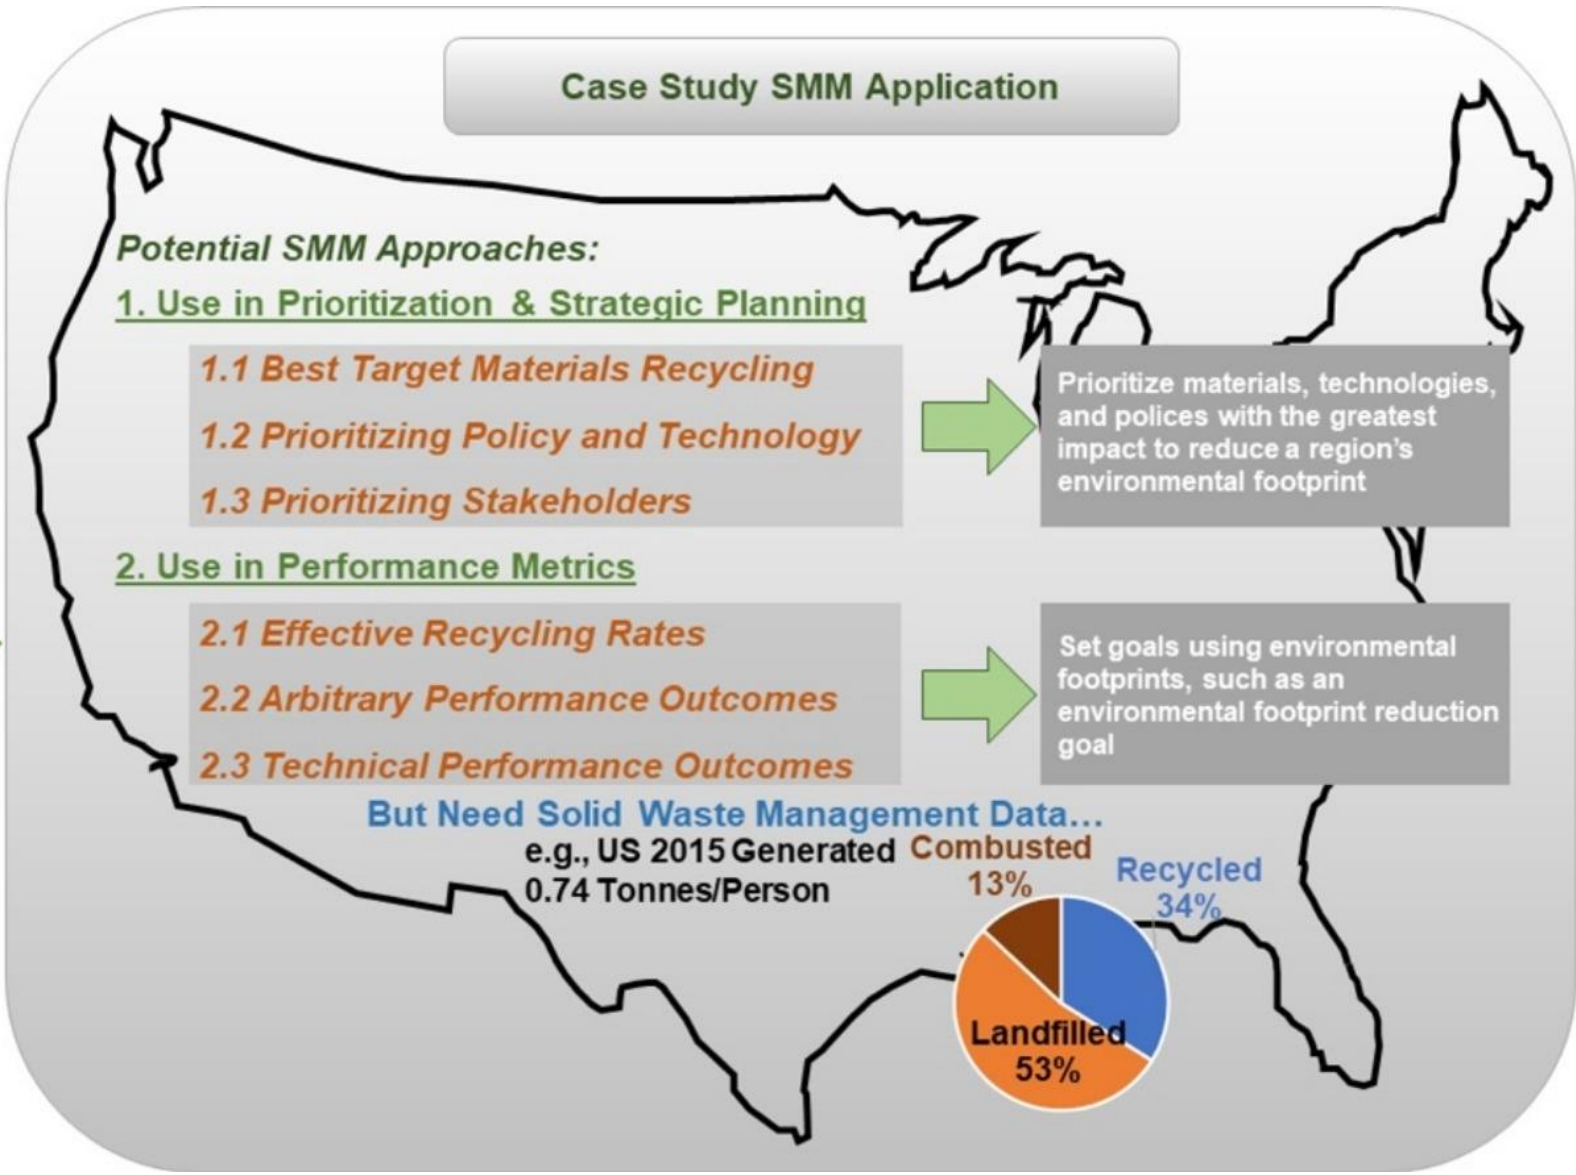 Case Study SMM Application
Potential SMM Approaches:
1. Use in Prioritization & Strategic Planning
1.1 Best Target Materials Recycling
1.2 Prioritizing Policy and Technology
1.3 Prioritizing Stakeholders
Prioritize materials, technologies,
and polices with the greatest
impact to reduce a region's
environmental footprint
2. Use in Performance Metrics
2.1 Effective Recycling Rates
2.2 Arbitrary Performance Outcomes
2.3 Technical Performance Outcomes
Set goals using environmental
footprints, such as an
environmental footprint reduction
goal
But Need Solid Waste Management Data...
e.g., US 2015 Generated
0.74 Tonnes/Person
Combusted
13%
Recycled
34%
Landfilled
53%